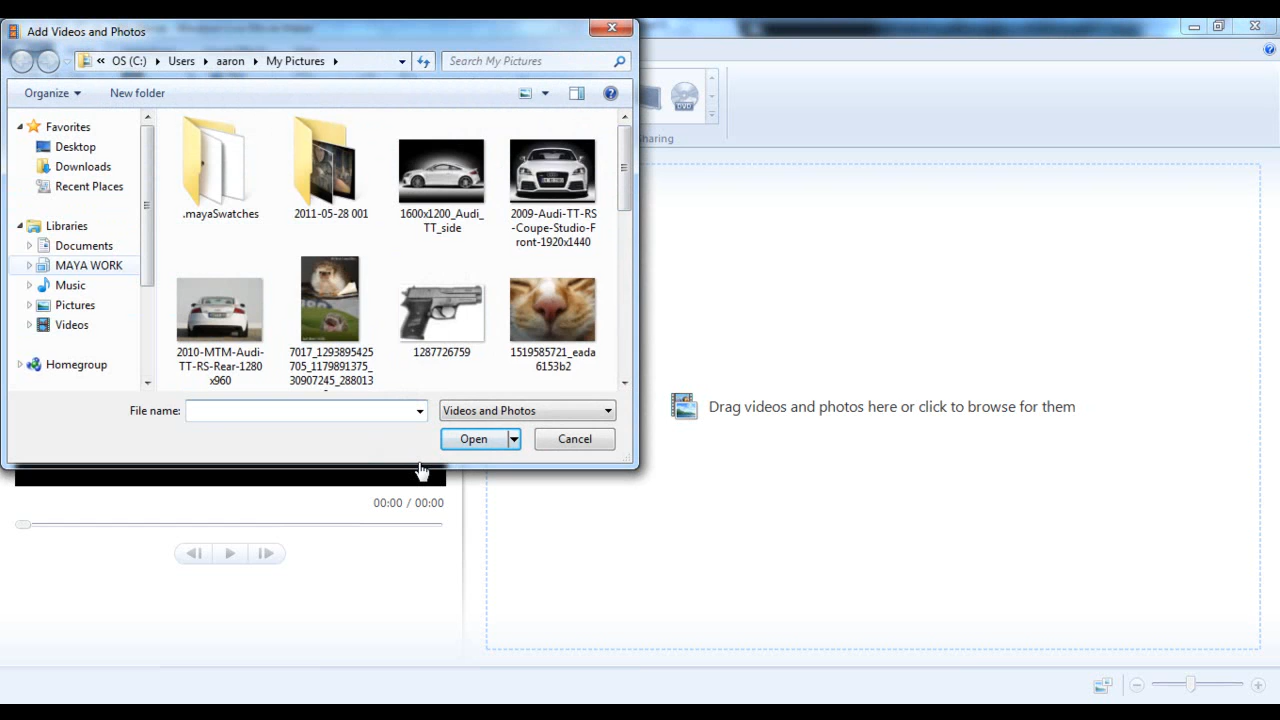 Add Videos and Photos
« OS (C:) Users aaron My Pictures
Search My Pictures
Organize
New folder
Favorites
Desktop
Downloads
Recent Places
Libraries
Documents
MAYA WORK
Music
Pictures
Videos
Homegroup
.mayaSwatches
2011-05-28 001
1600x1200_Audi_
TT_side
2009-Audi-TT-RS
-Coupe-Studio-F
ront-1920x1440
2010-MTM-Audi-
TT-RS-Rear-1280
x960
7017_1293895425
705_1179891375_
30907245_288013
1287726759
1519585721_eada
6153b2
File name:
Videos and Photos
Open
Cancel
DVD
haring
Drag videos and photos here or click to browse for them
00:00 / 00:00